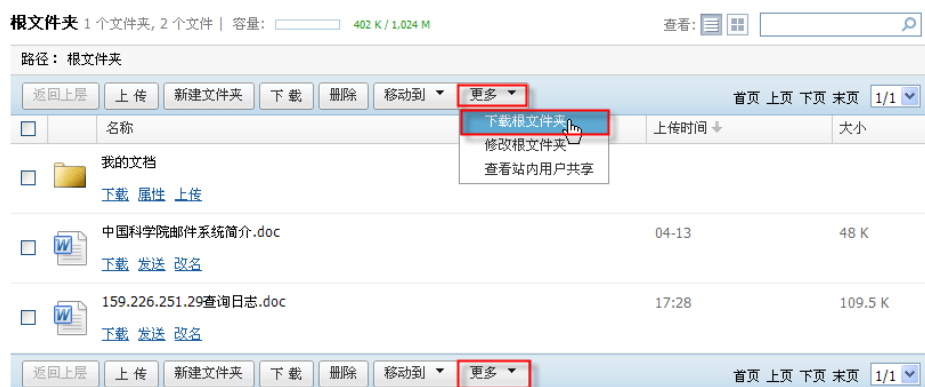 根文件夹 1 个文件夹, 2 个文件 | 容量: 402 K / 1,024 M 查看:
路径： 根文件夹
返回上层 上 传 新建文件夹 下 载 删除 移动到 更多 首页 上页 下页 末页 1/1
名称 上传时间 大小
下载根文件夹
修改根文件夹
查看站内用户共享
我的文档
下载 属性 上传
中国科学院邮件系统简介.doc 04-13 48 K
下载 发送 改名
159.226.251.29查询日志.doc 17:28 109.5 K
下载 发送 改名
返回上层 上 传 新建文件夹 下 载 删除 移动到 更多 首页 上页 下页 末页 1/1